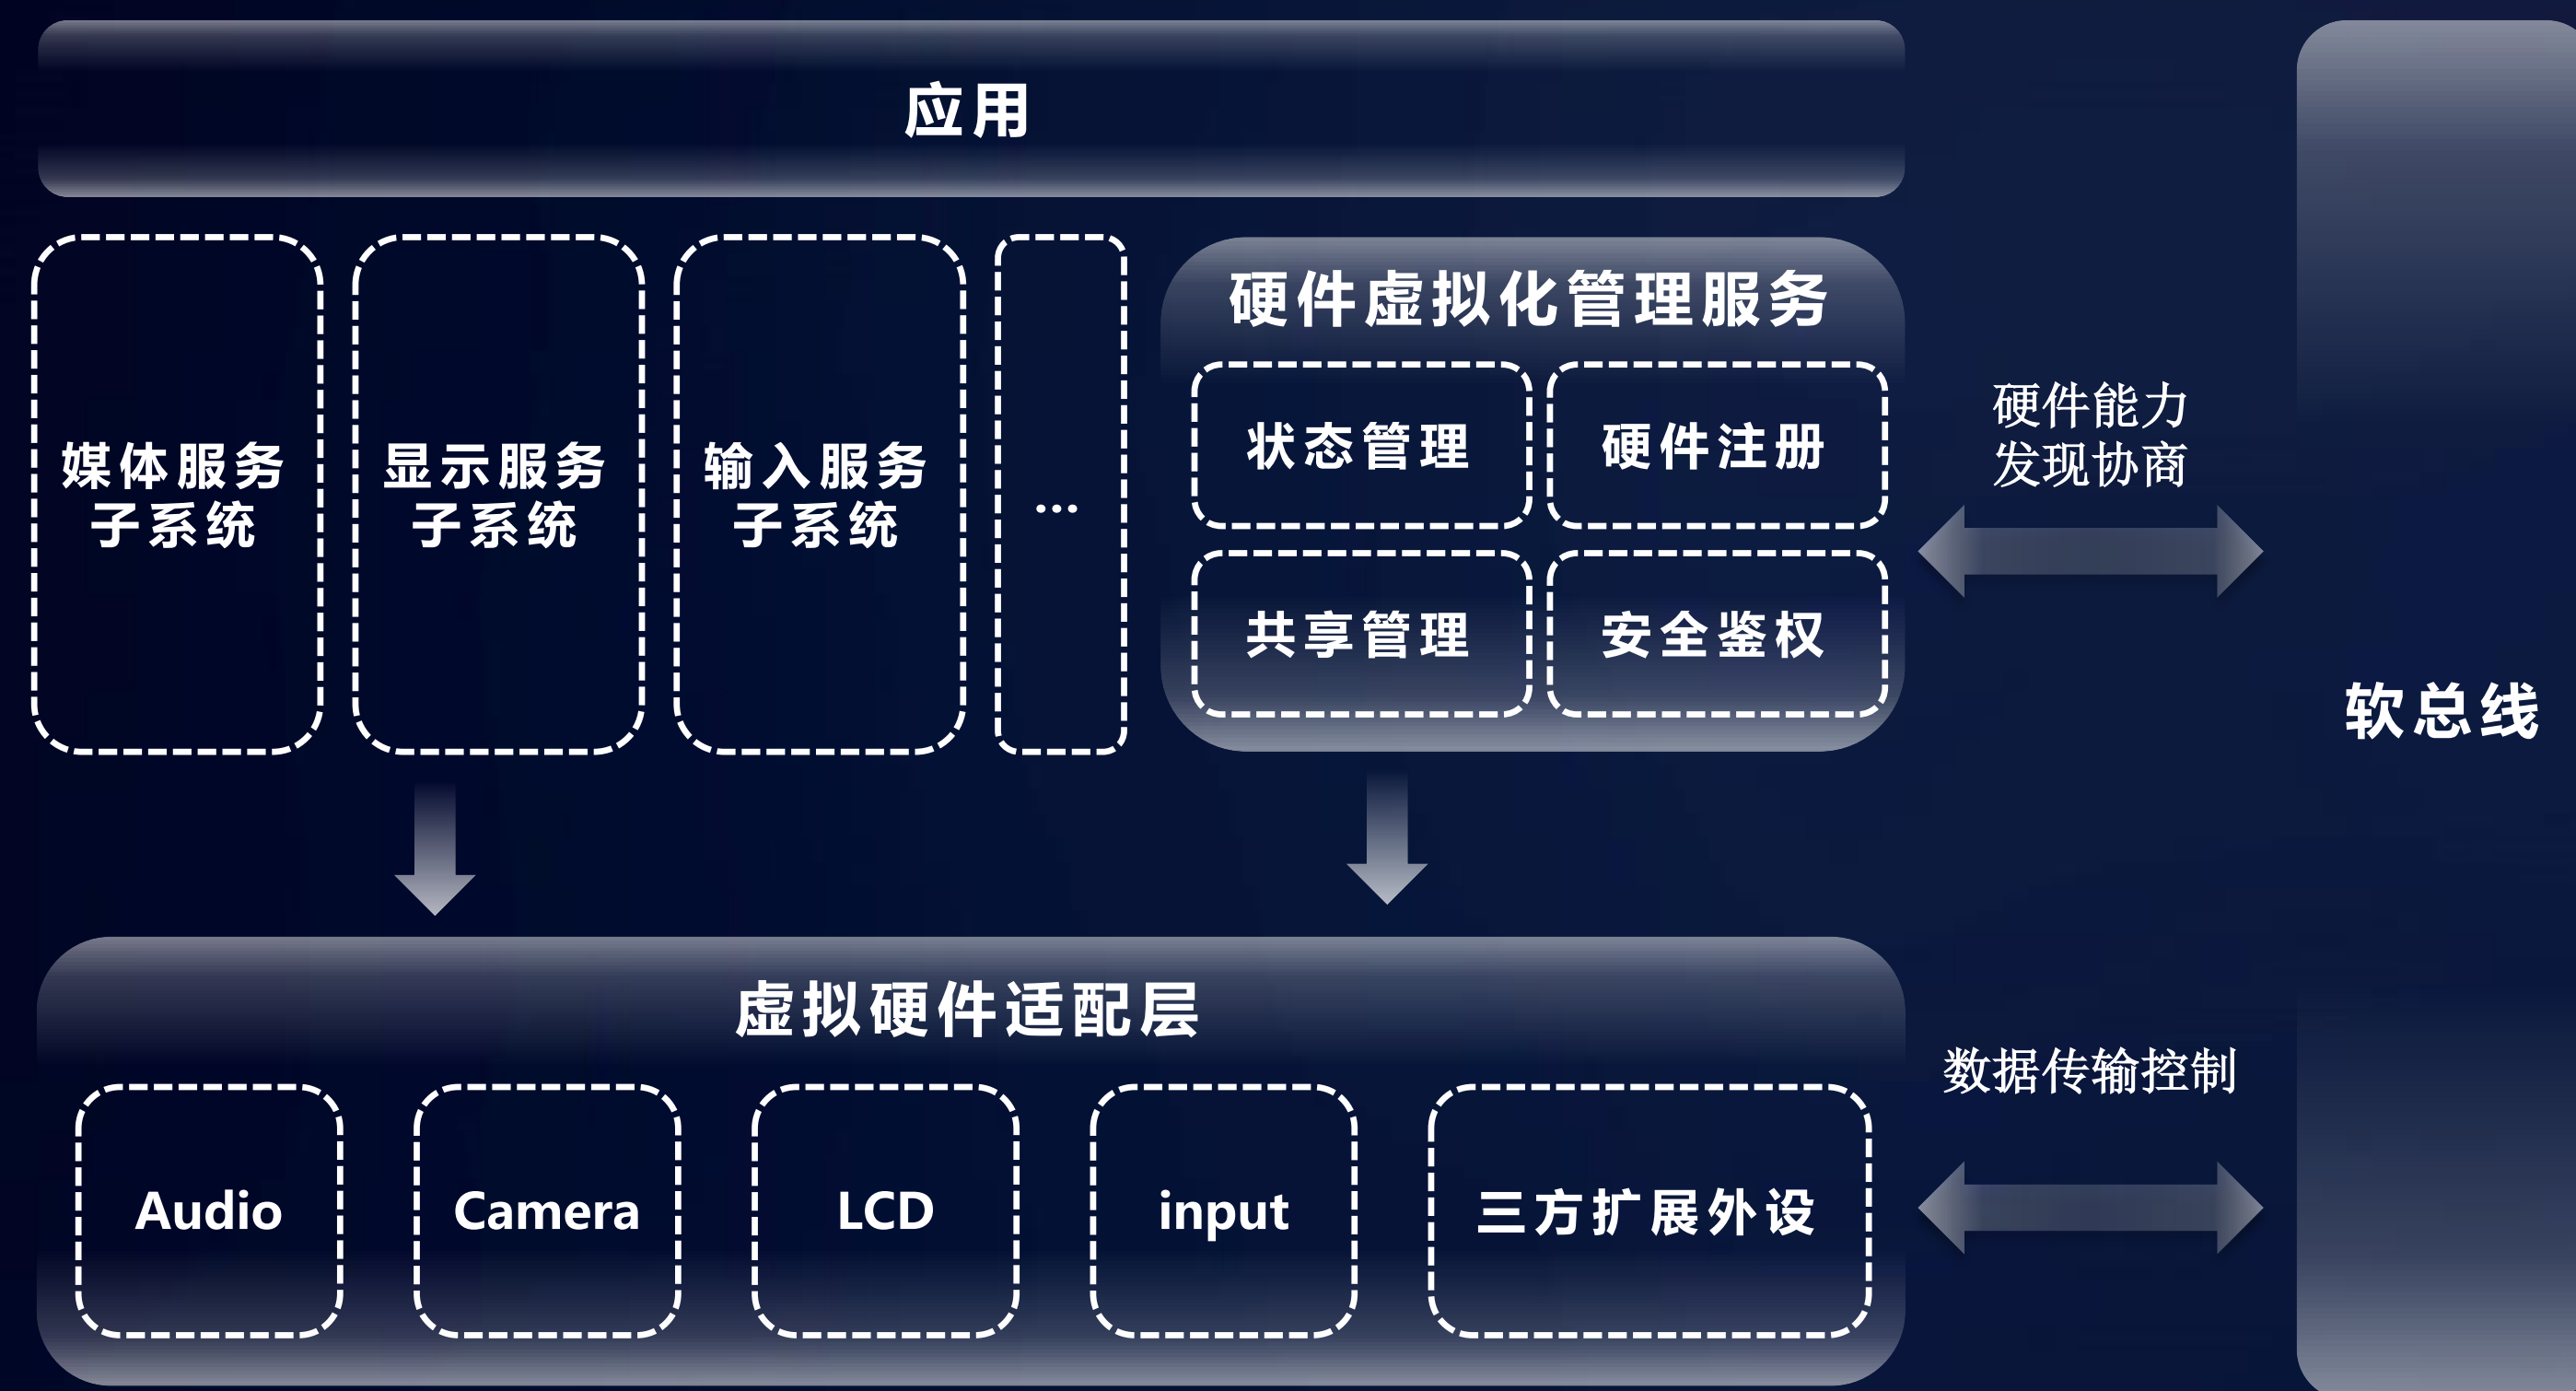 应用
媒体服务
子系统
显示服务
子系统
输入服务
子系统
...
硬件虚拟化管理服务
状态管理
硬件注册
共享管理
安全鉴权
硬件能力
发现协商
软总线
虚拟硬件适配层
Audio
Camera
LCD
input
三方扩展外设
数据传输控制